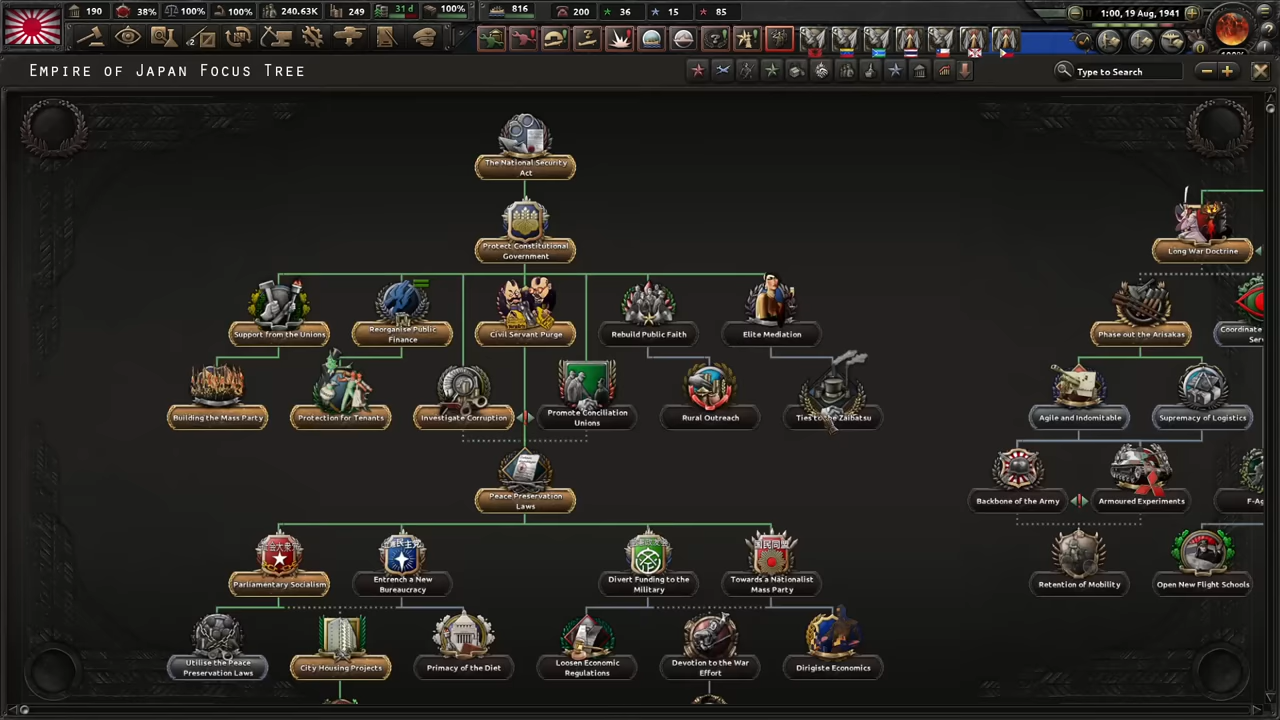 190
38%
100%
100%
240.63K
249
31 d
100%
816
200
36
15
85
1:00, 19 Aug, 1941
Empire of Japan Focus Tree
Type to Search
The National Security
Act
Protect Constitutional
Government
Long War Doctrine
Support from the Unions
Reorganise Public
Finance
Civil Servant Purge
Rebuild Public Faith
Elite Mediation
Phase out the Arisakas
Building the Mass Party
Protection for Tenants
Investigate Corruption
Promote Conciliation
Unions
Rural Outreach
Ties to the Zaibatsu
Agile and Indomitable
Supremacy of Logistics
Peace Preservation
Laws
Backbone of the Army
Armoured Experiments
Parliamentary Socialism
Entrench a New
Bureaucracy
Divert Funding to the
Military
Towards a Nationalist
Mass Party
Retention of Mobility
Open New Flight Schools
Utilise the Peace
Preservation Laws
City Housing Projects
Primacy of the Diet
Loosen Economic
Regulations
Devotion to the War
Effort
Dirigiste Economics